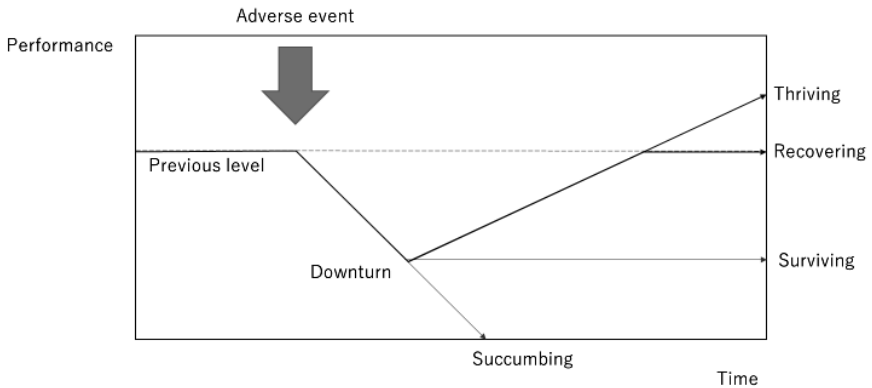 Adverse event
Performance
Thriving
Previous level
Recovering
Downturn
Surviving
Succumbing
Time